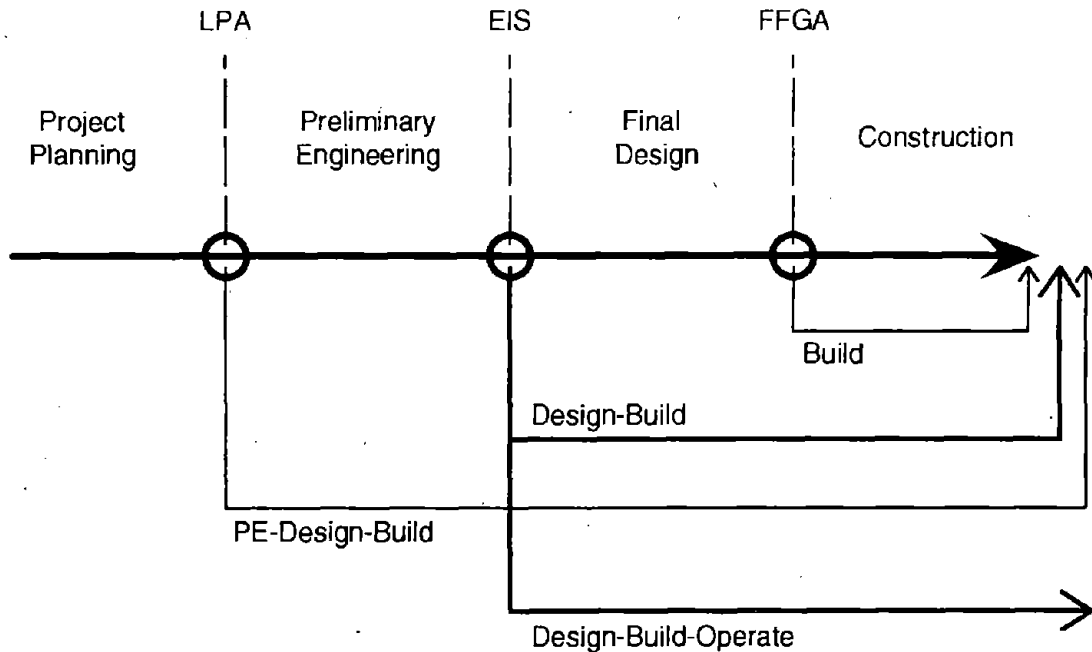 LPA
EIS
FFGA
Project
Planning
Preliminary
Engineering
Final
Design
Construction
Build
Design-Build
PE-Design-Build
Design-Build-Operate